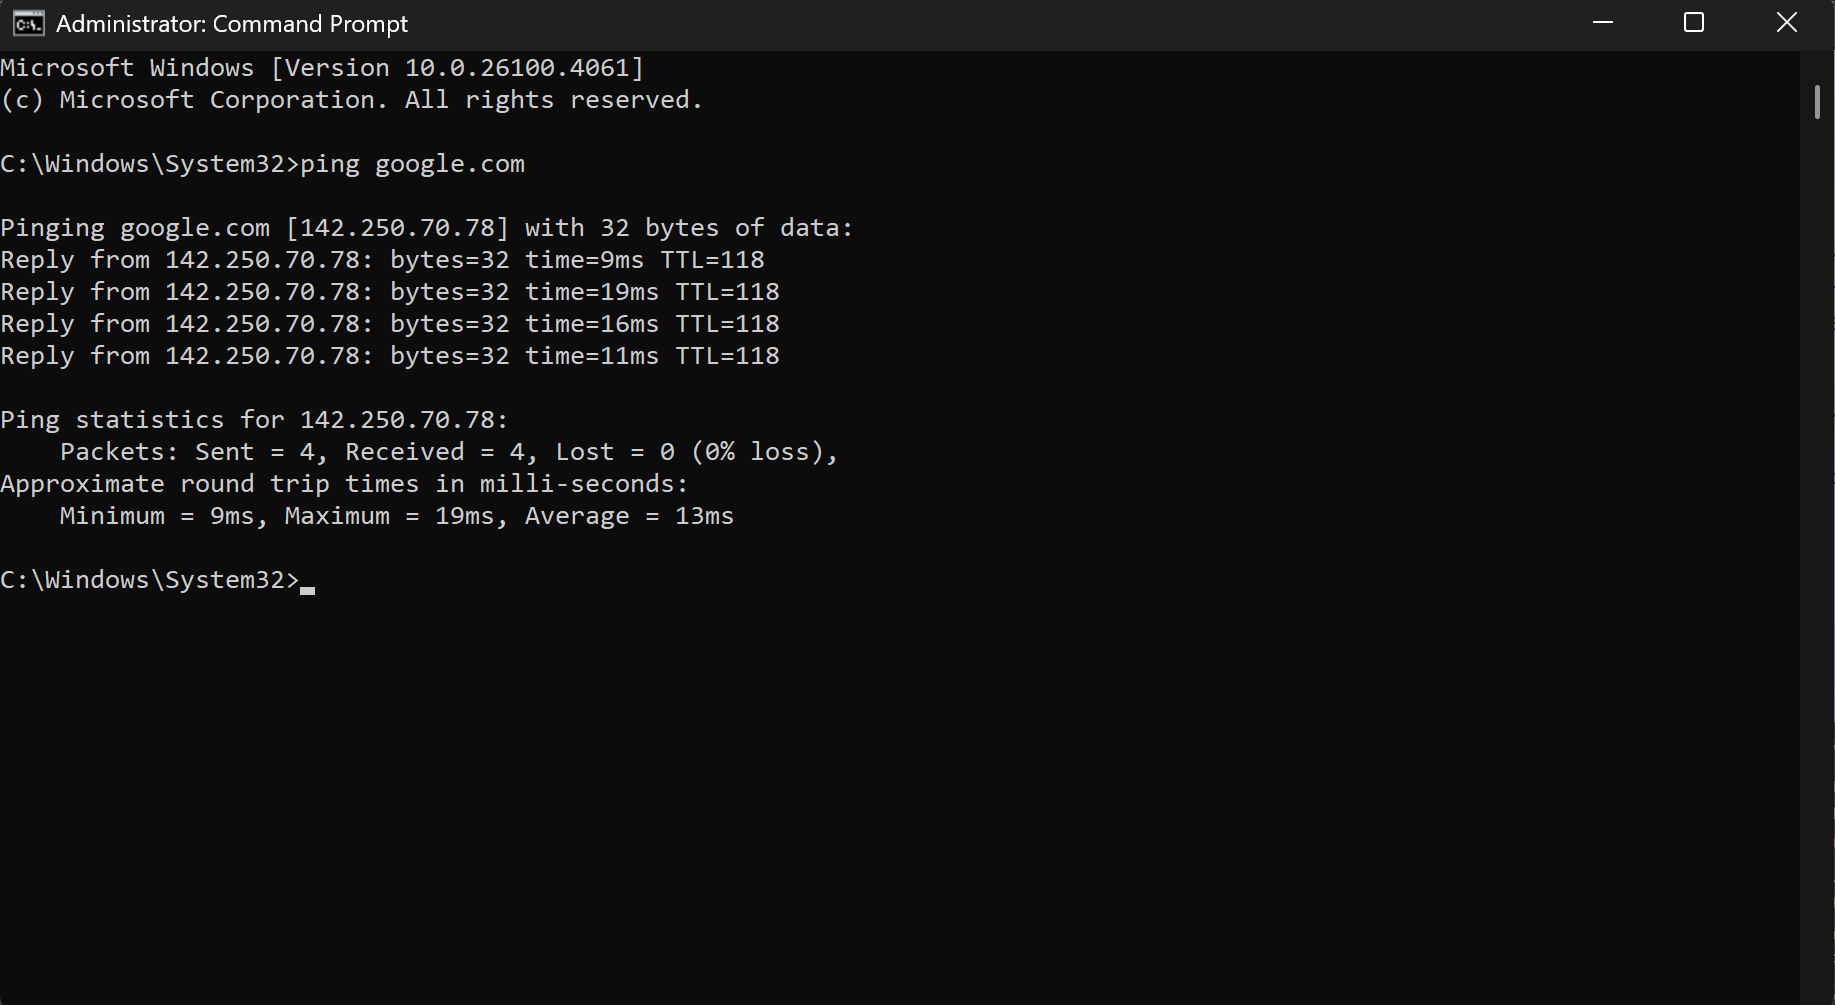 Administrator: Command Prompt
Microsoft Windows [Version 10.0.26100.4061]
(c) Microsoft Corporation. All rights reserved.
C:\Windows\System32>ping google.com
Pinging google.com [142.250.70.78] with 32 bytes of data:
Reply from 142.250.70.78: bytes=32 time=9ms TTL=118
Reply from 142.250.70.78: bytes=32 time=19ms TTL=118
Reply from 142.250.70.78: bytes=32 time=16ms TTL=118
Reply from 142.250.70.78: bytes=32 time=11ms TTL=118
Ping statistics for 142.250.70.78:
    Packets: Sent = 4, Received = 4, Lost = 0 (0% loss),
Approximate round trip times in milli-seconds:
    Minimum = 9ms, Maximum = 19ms, Average = 13ms
C:\Windows\System32>